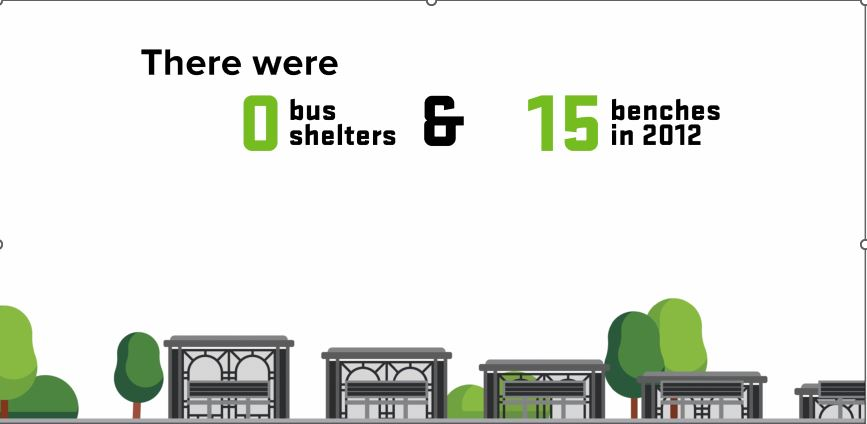 There were
0 bus shelters & 15 benches in 2012